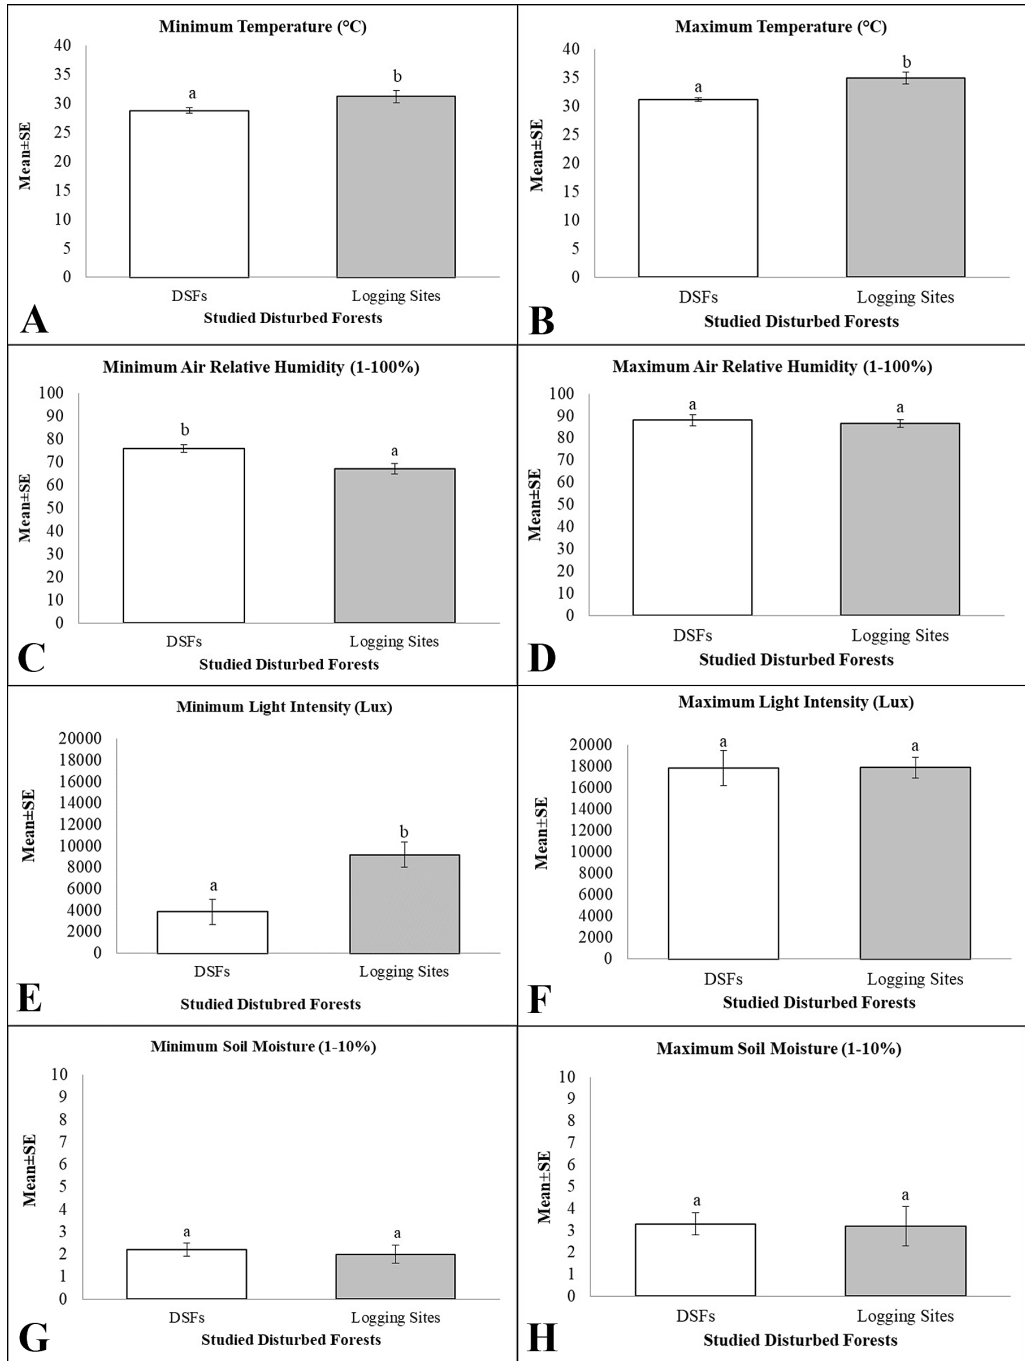 Minimum Temperature (°C)
40
35
30
25
20
15
10
5
0
Mean±SE
a
b
DSFs
Logging Sites
Studied Disturbed Forests
A
Maximum Temperature (°C)
40
35
30
25
20
15
10
5
0
Mean±SE
a
b
DSFs
Logging Sites
Studied Disturbed Forests
B
Minimum Air Relative Humidity (1-100%)
100
90
80
70
60
50
40
30
20
10
0
Mean±SE
b
a
DSFs
Logging Sites
Studied Disturbed Forests
C
Maximum Air Relative Humidity (1-100%)
100
90
80
70
60
50
40
30
20
10
0
Mean±SE
a
a
DSFs
Logging Sites
Studied Disturbed Forests
D
Minimum Light Intensity (Lux)
20000
18000
16000
14000
12000
10000
8000
6000
4000
2000
0
Mean±SE
a
b
DSFs
Logging Sites
Studied Distubred Forests
E
Maximum Light Intensity (Lux)
20000
18000
16000
14000
12000
10000
8000
6000
4000
2000
0
Mean±SE
a
a
DSFs
Logging Sites
Studied Disturbed Forests
F
Minimum Soil Moisture (1-10%)
10
9
8
7
6
5
4
3
2
1
0
Mean±SE
a
a
DSFs
Logging Sites
Studied Disturbed Forests
G
Maximum Soil Moisture (1-10%)
10
9
8
7
6
5
4
3
2
1
0
Mean±SE
a
a
DSFs
Logging Sites
Studied Disturbed Forests
H